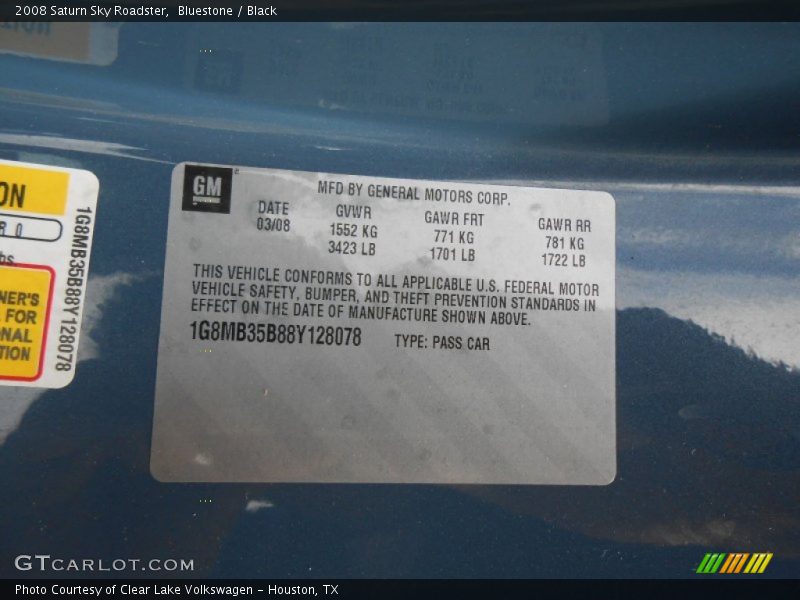 2008 Saturn Sky Roadster,  Bluestone / Black
GM
MFD BY GENERAL MOTORS CORP.
DATE GVWR GAWR FRT GAWR RR
03/08 1552 KG 771 KG 781 KG
3423 LB 1701 LB 1722 LB
THIS VEHICLE CONFORMS TO ALL APPLICABLE U.S. FEDERAL MOTOR
VEHICLE SAFETY, BUMPER, AND THEFT PREVENTION STANDARDS IN
EFFECT ON THE DATE OF MANUFACTURE SHOWN ABOVE.
1G8MB35B88Y128078 TYPE: PASS CAR
ON
R 0
bs.
NER'S
FOR
NAL
TION
1G8MB35B88Y128078
GTCARLOT.COM
Photo Courtesy of Clear Lake Volkswagen – Houston, TX